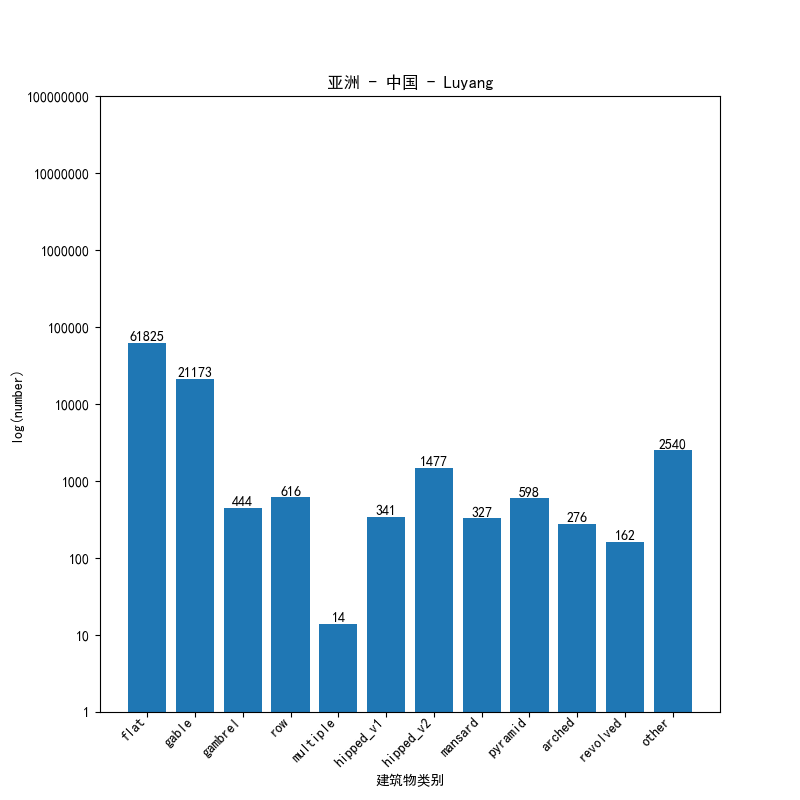 亚洲 - 中国 - Luyang
100000000
10000000
1000000
100000
10000
1000
100
10
1
log(number)
61825
21173
444
616
14
341
1477
327
598
276
162
2540
flat
gable
gambrel
row
multiple
hipped_v1
hipped_v2
mansard
pyramid
arched
revolved
other
建筑物类别